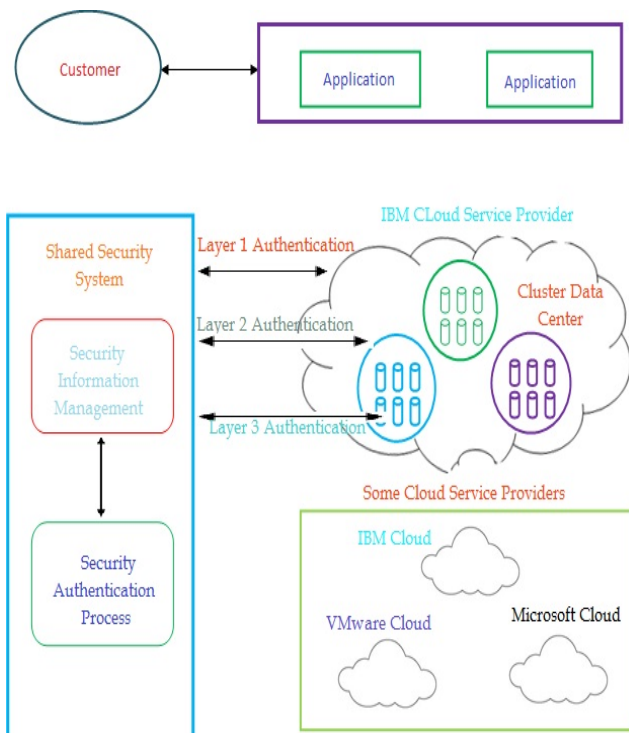 Customer
Application
Application
IBM CLoud Service Provider
Shared Security
System
Layer 1 Authentication
Cluster Data
Center
Layer 2 Authentication
Security
Information
Management
Layer 3 Authentication
Some Cloud Service Providers
IBM Cloud
Security
Authentication
Process
VMware Cloud
Microsoft Cloud